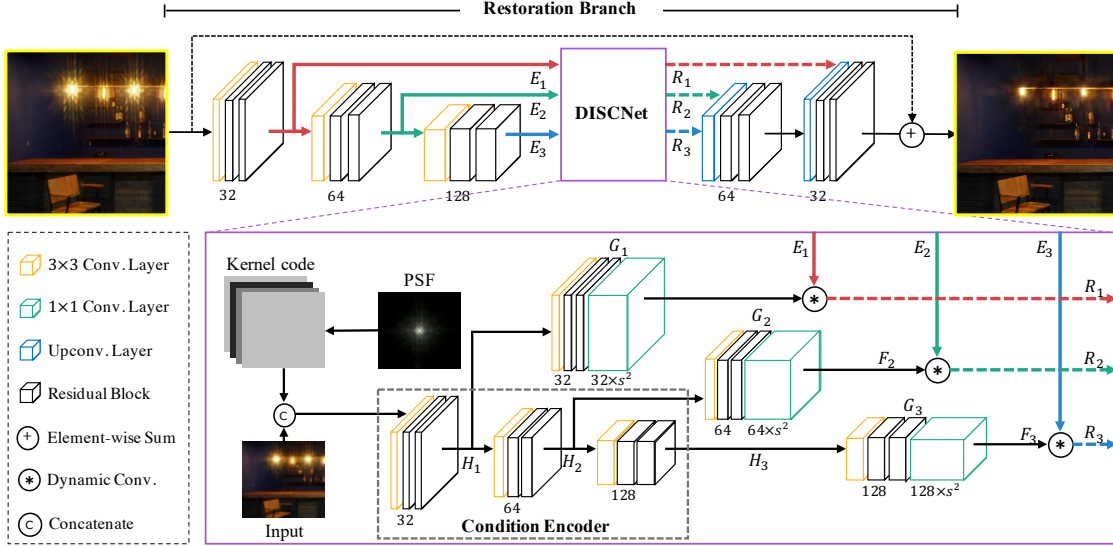 Restoration Branch
E₁
E₂
E₃
DISCNet
R₁
R₂
R₃
32
64
128
64
32
3×3 Conv. Layer
1×1 Conv. Layer
Upconv. Layer
Residual Block
Element-wise Sum
Dynamic Conv.
Concatenate
Kernel code
PSF
C
Input
G₁
32
32×s²
G₂
64
64×s²
G₃
128
128×s²
E₁
E₂
E₃
R₁
F₂
R₂
F₃
R₃
H₁
H₂
H₃
32
64
128
Condition Encoder
C